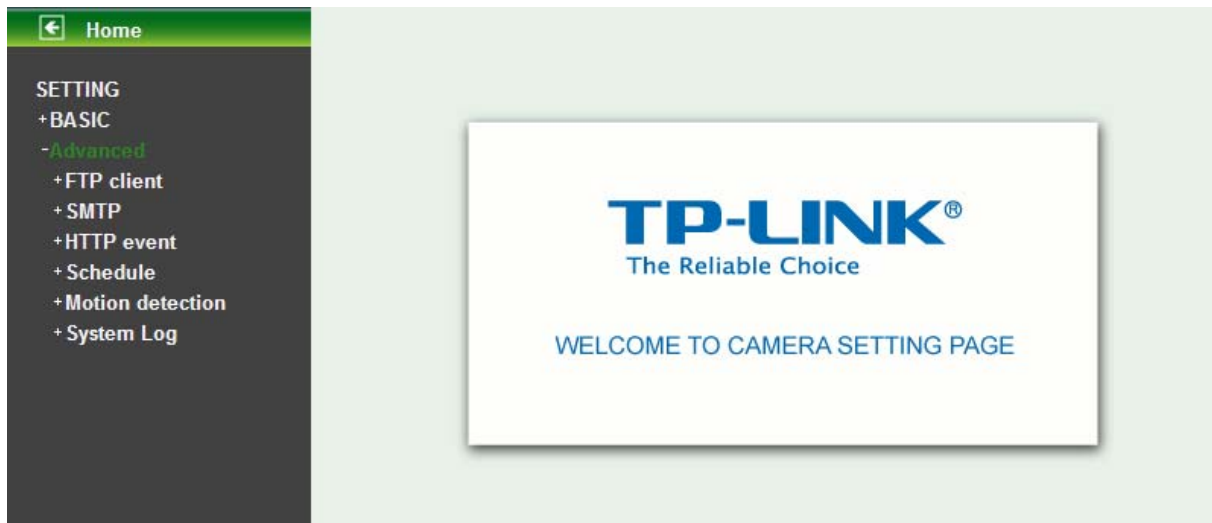 Home
SETTING
+BASIC
-Advanced
+FTP client
+SMTP
+HTTP event
+Schedule
+Motion detection
+System Log
TP-LINK®
The Reliable Choice
WELCOME TO CAMERA SETTING PAGE